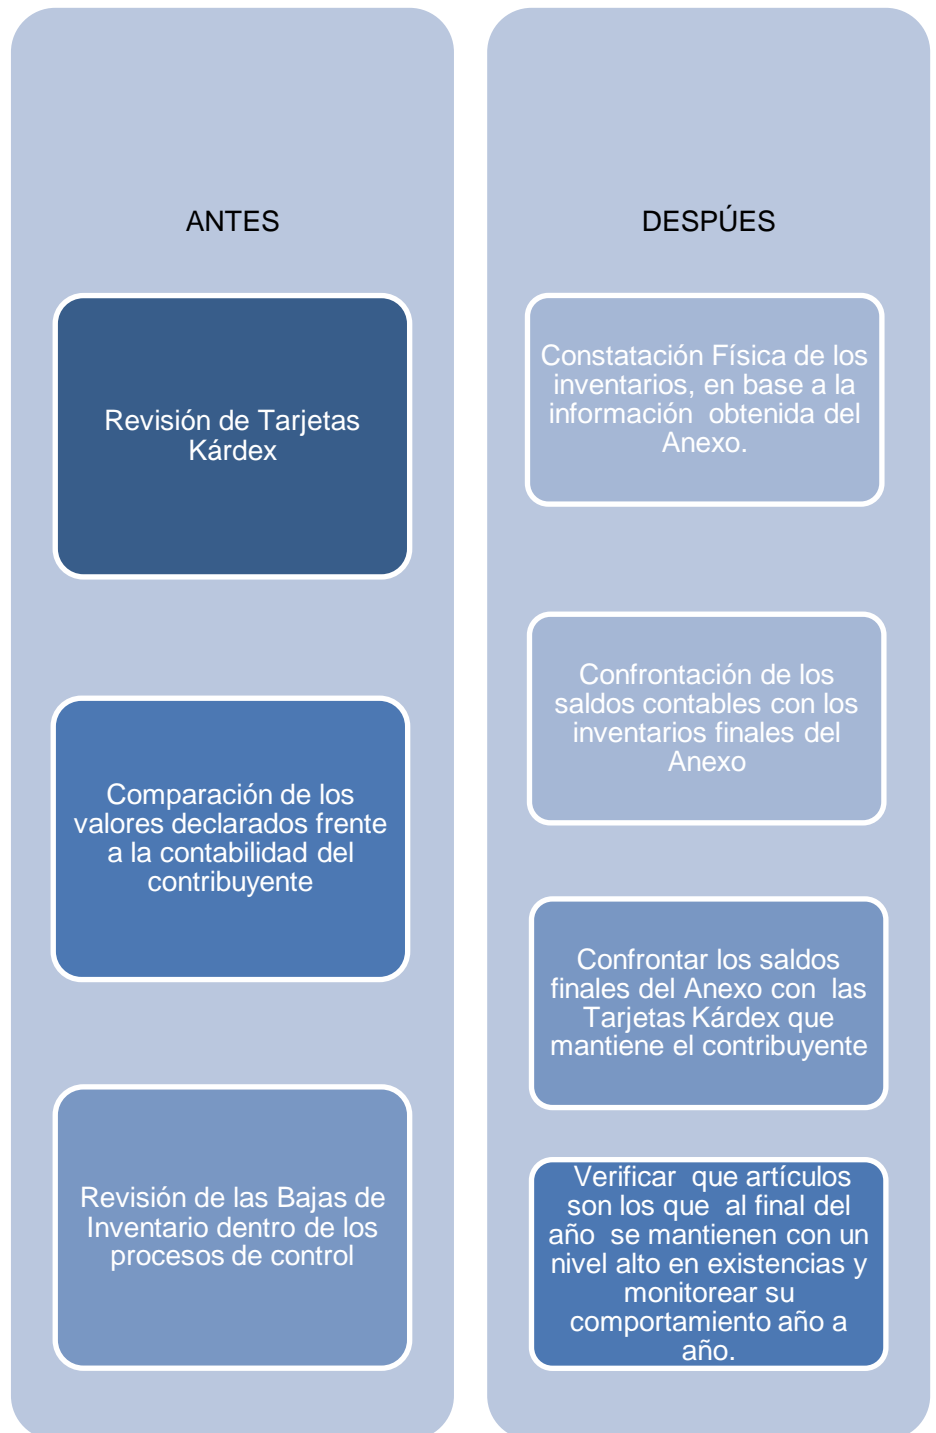 ANTES
Revisión de Tarjetas
Kárdex
Comparación de los
valores declarados frente
a la contabilidad del
contribuyente
Revisión de las Bajas de
Inventario dentro de los
procesos de control
DESPÚES
Constatación Física de los
inventarios, en base a la
información obtenida del
Anexo.
Confrontación de los
saldos contables con los
inventarios finales del
Anexo
Confrontar los saldos
finales del Anexo con las
Tarjetas Kárdex que
mantiene el contribuyente
Verificar que artículos
son los que al final del
año se mantienen con un
nivel alto en existencias y
monitorear su
comportamiento año a
año.